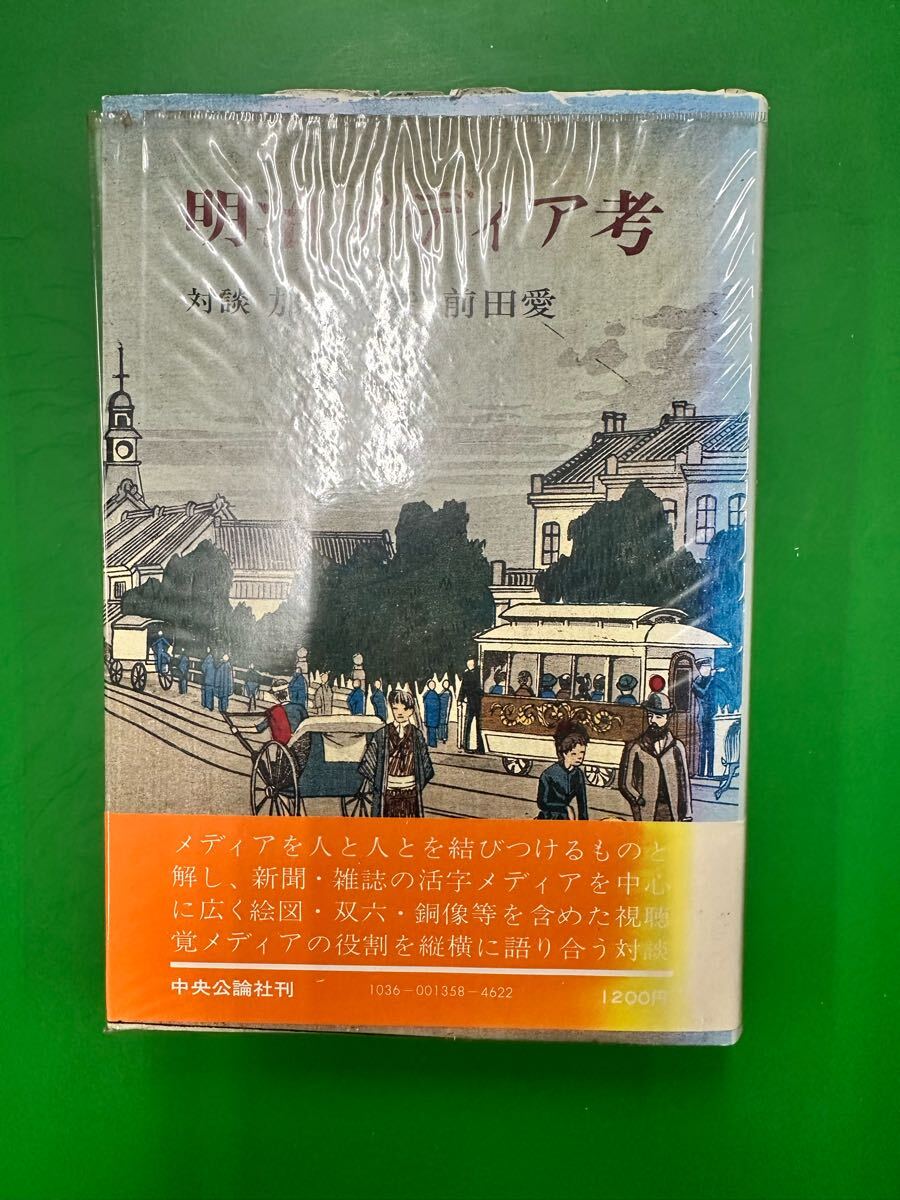 明治メディア考
対談 加 前田愛
メディアを人と人とを結びつけるものと
解し、新聞・雑誌の活字メディアを中心
に広く絵図・双六・銅像等を含めた視聴
覚メディアの役割を縦横に語り合う対談
中央公論社刊 1036-001358-4622 1200円